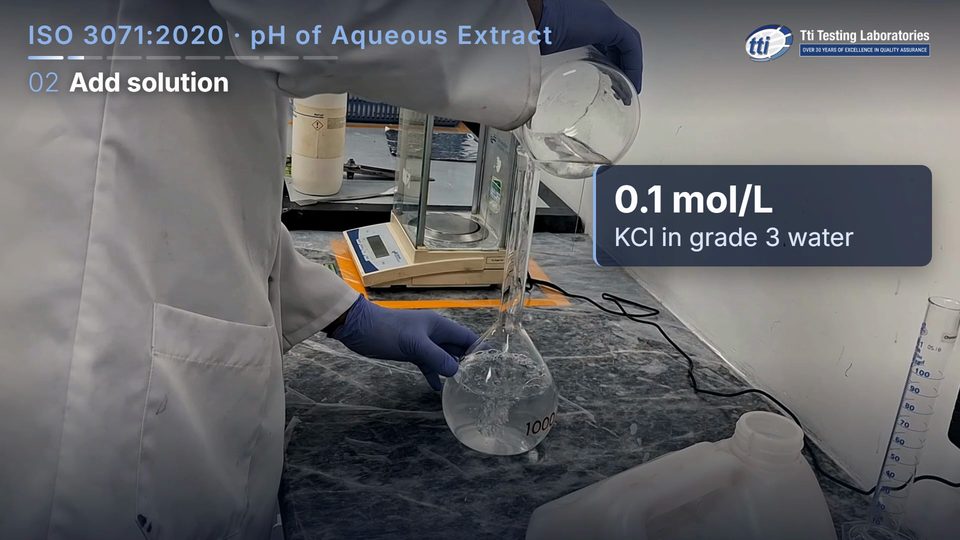 ISO 3071:2020 · pH of Aqueous Extract
02 Add solution
tti
Tti Testing Laboratories
OVER 30 YEARS OF EXCELLENCE IN QUALITY ASSURANCE
0.1 mol/L
KCl in grade 3 water
1000
100
90
80
70
60
50
40